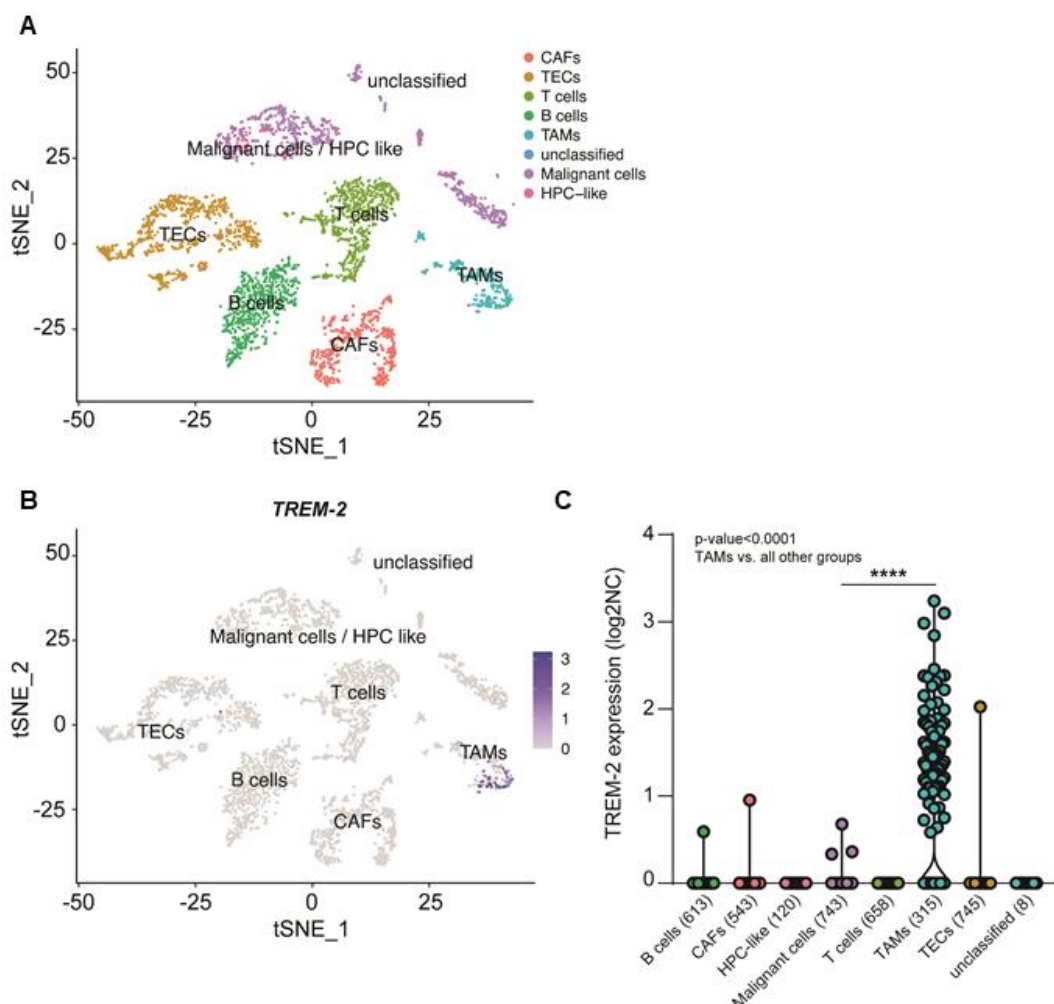 A
50
25
0
-25
-50
-25
0
25
tSNE_2
tSNE_1
unclassified
Malignant cells / HPC like
T cells
TECs
TAMs
B cells
CAFs
CAFs
TECs
T cells
B cells
TAMs
unclassified
Malignant cells
HPC-like
B
TREM-2
50
25
0
-25
-50
-25
0
25
tSNE_2
tSNE_1
unclassified
Malignant cells / HPC like
T cells
TECs
TAMs
B cells
CAFs
3
2
1
0
C
p-value<0.0001
TAMs vs. all other groups
****
TREM-2 expression (log2NC)
4
3
2
1
0
B cells (613)
CAFs (543)
HPC-like (120)
Malignant cells (743)
T cells (658)
TAMs (315)
TECs (745)
unclassified (8)